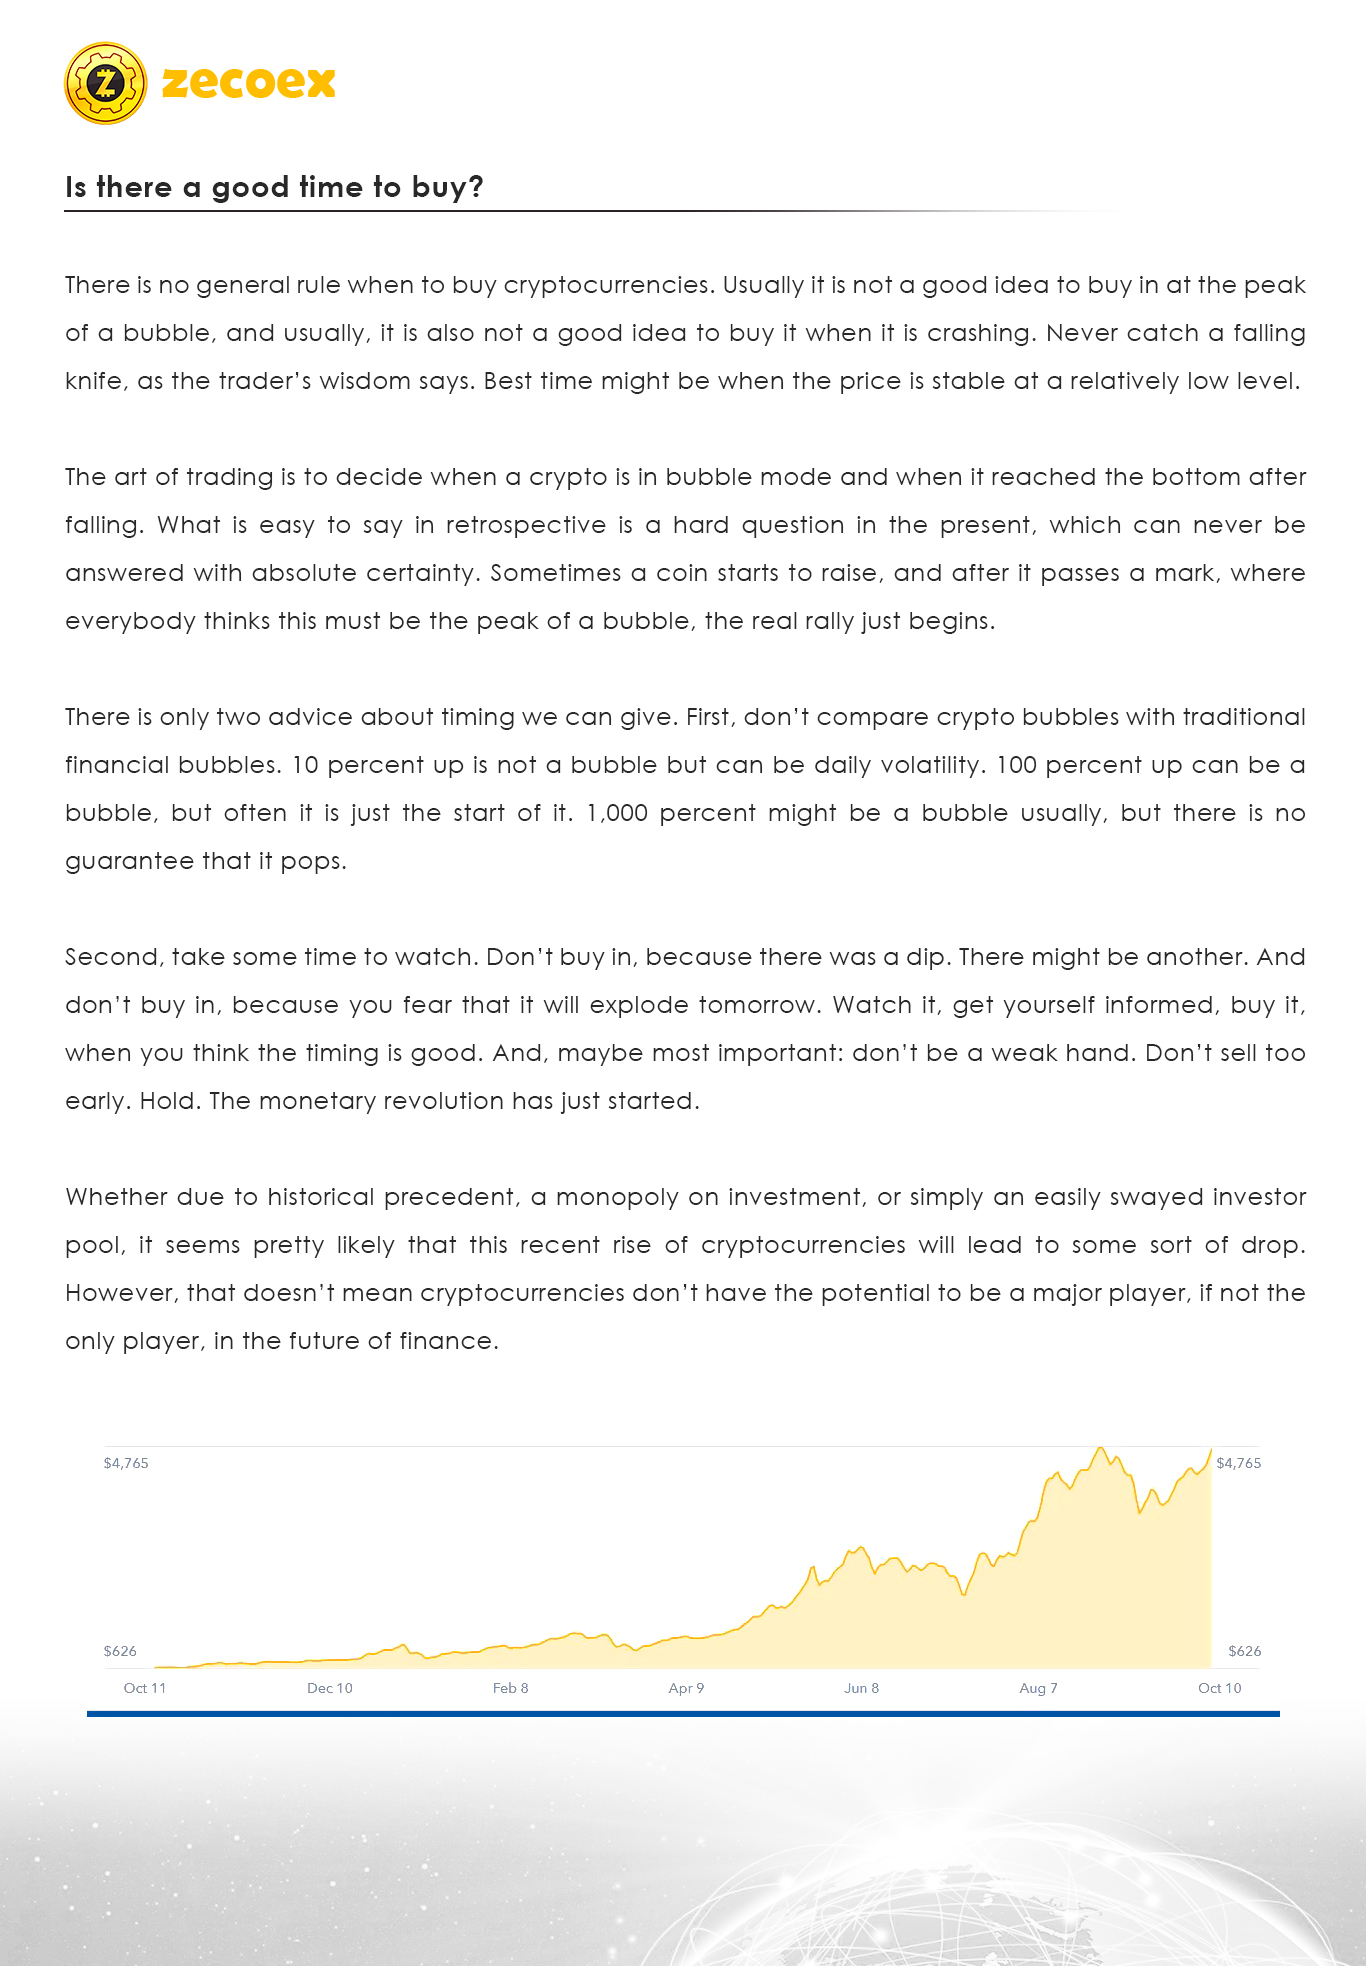 zecoex
Is there a good time to buy?
There is no general rule when to buy cryptocurrencies. Usually it is not a good idea to buy in at the peak
of a bubble, and usually, it is also not a good idea to buy it when it is crashing. Never catch a falling
knife, as the trader’s wisdom says. Best time might be when the price is stable at a relatively low level.
The art of trading is to decide when a crypto is in bubble mode and when it reached the bottom after
falling. What is easy to say in retrospective is a hard question in the present, which can never be
answered with absolute certainty. Sometimes a coin starts to raise, and after it passes a mark, where
everybody thinks this must be the peak of a bubble, the real rally just begins.
There is only two advice about timing we can give. First, don’t compare crypto bubbles with traditional
financial bubbles. 10 percent up is not a bubble but can be daily volatility. 100 percent up can be a
bubble, but often it is just the start of it. 1,000 percent might be a bubble usually, but there is no
guarantee that it pops.
Second, take some time to watch. Don’t buy in, because there was a dip. There might be another. And
don’t buy in, because you fear that it will explode tomorrow. Watch it, get yourself informed, buy it,
when you think the timing is good. And, maybe most important: don’t be a weak hand. Don’t sell too
early. Hold. The monetary revolution has just started.
Whether due to historical precedent, a monopoly on investment, or simply an easily swayed investor
pool, it seems pretty likely that this recent rise of cryptocurrencies will lead to some sort of drop.
However, that doesn’t mean cryptocurrencies don’t have the potential to be a major player, if not the
only player, in the future of finance.
$4,765 $4,765
$626 $626
Oct 11 Dec 10 Feb 8 Apr 9 Jun 8 Aug 7 Oct 10